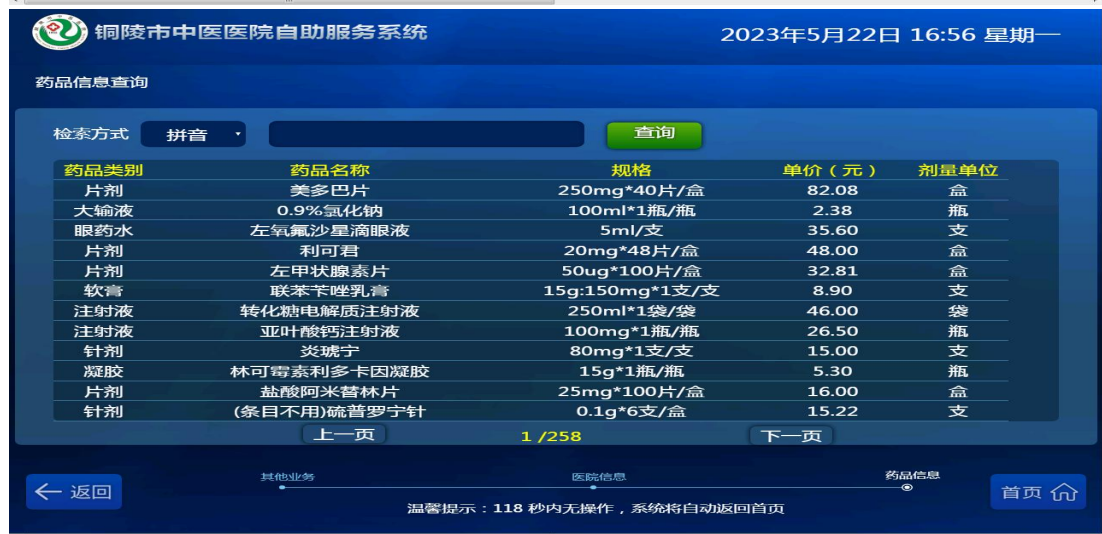 铜陵市中医医院自助服务系统 2023年5月22日 16:56 星期一
药品信息查询
检索方式 拼音 查询
药品类别 药品名称 规格 单价（元） 剂量单位
片剂 美多巴片 250mg*40片/盒 82.08 盒
大输液 0.9%氯化钠 100ml*1瓶/瓶 2.38 瓶
眼药水 左氧氟沙星滴眼液 5ml/支 35.60 支
片剂 利可君 20mg*48片/盒 48.00 盒
片剂 左甲状腺素片 50ug*100片/盒 32.81 盒
软膏 联苯苄唑乳膏 15g:150mg*1支/支 8.90 支
注射液 转化糖电解质注射液 250ml*1袋/袋 46.00 袋
注射液 亚叶酸钙注射液 100mg*1瓶/瓶 26.50 瓶
针剂 炎琥宁 80mg*1支/支 15.00 支
凝胶 林可霉素利多卡因凝胶 15g*1瓶/瓶 5.30 瓶
片剂 盐酸阿米替林片 25mg*100片/盒 16.00 盒
针剂 (条目不用)硫普罗宁针 0.1g*6支/盒 15.22 支
上一页 1 /258 下一页
其他业务 医院信息 药品信息
返回 首页
温馨提示：118 秒内无操作，系统将自动返回首页